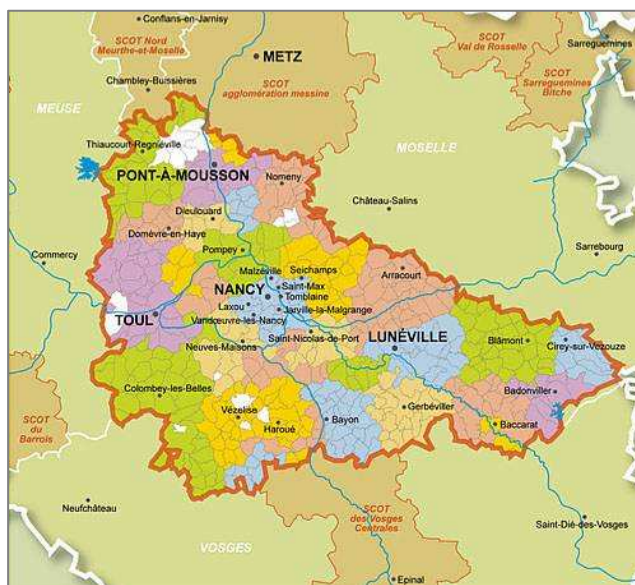 Conflans-en-Jarnisy
SCOT Nord
Meurthe-et-Moselle
METZ
SCOT
Val de Rosselle
Sarreguemines
SCOT
Sarreguemines
Bitche
Chambley-Bussières
SCOT
agglomération messine
MEUSE
MOSELLE
Thiaucourt-Regniéville
PONT-À-MOUSSON
Nomeny
Château-Salins
Dieulouard
Domèvre-en-Haye
Commercy
Pompey
Sarrebourg
Malzéville
Seichamps
Arracourt
Saint-Max
NANCY
Tomblaine
Laxou
Jarville-la-Malgrange
TOUL
Vandœuvre-les-Nancy
Saint-Nicolas-de-Port
LUNÉVILLE
Neuves-Maisons
Blâmont
Cirey-sur-Vezouze
Colombey-les-Belles
Badonviller
Vézelise
Gerbéviller
Bayon
Haroué
Baccarat
SCOT
du
Barrois
Neufchâteau
SCOT
des Vosges
Centrales
Saint-Dié-des-Vosges
VOSGES
Epinal